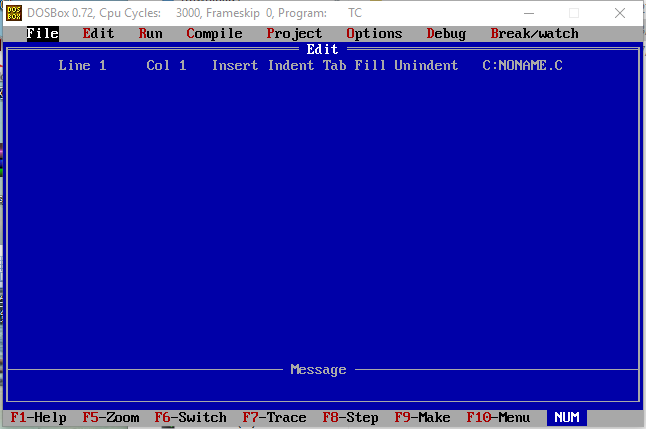 DOS BOX DOSBox 0.72, Cpu Cycles: 3000, Frameskip 0, Program: TC
File Edit Run Compile Project Options Debug Break/watch
Edit
Line 1 Col 1 Insert Indent Tab Fill Unindent C:NONAME.C
Message
F1-Help F5-Zoom F6-Switch F7-Trace F8-Step F9-Make F10-Menu NUM